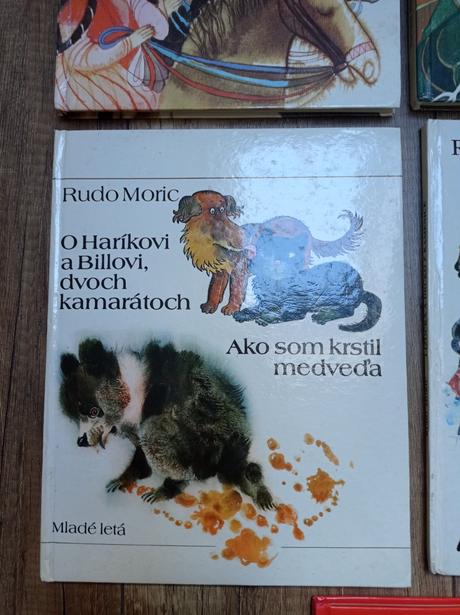 Rudo Moric
O Haríkovi
a Billovi,
dvoch
kamarátoch
Ako som krstil
medveďa
Mladé letá
R